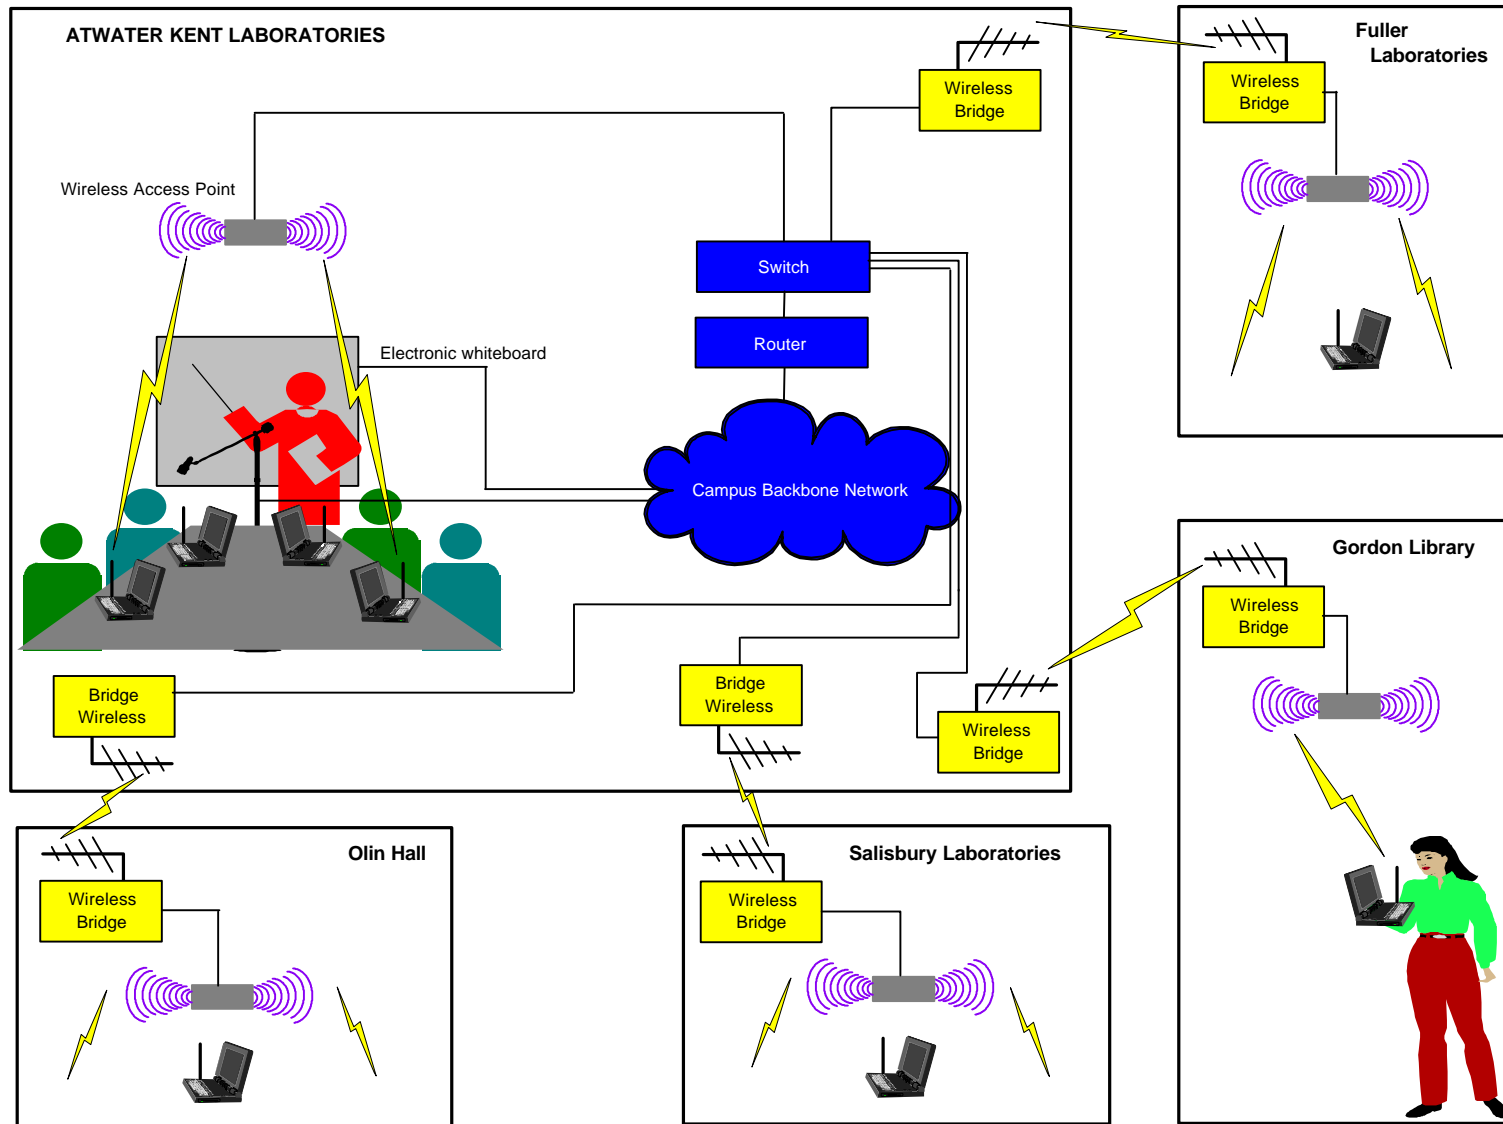 ATWATER KENT LABORATORIES
Wireless
Bridge
Fuller
Laboratories
Wireless
Bridge
Wireless Access Point
Switch
Router
Electronic whiteboard
Campus Backbone Network
Gordon Library
Wireless
Bridge
Bridge
Wireless
Bridge
Wireless
Wireless
Bridge
Olin Hall
Wireless
Bridge
Salisbury Laboratories
Wireless
Bridge